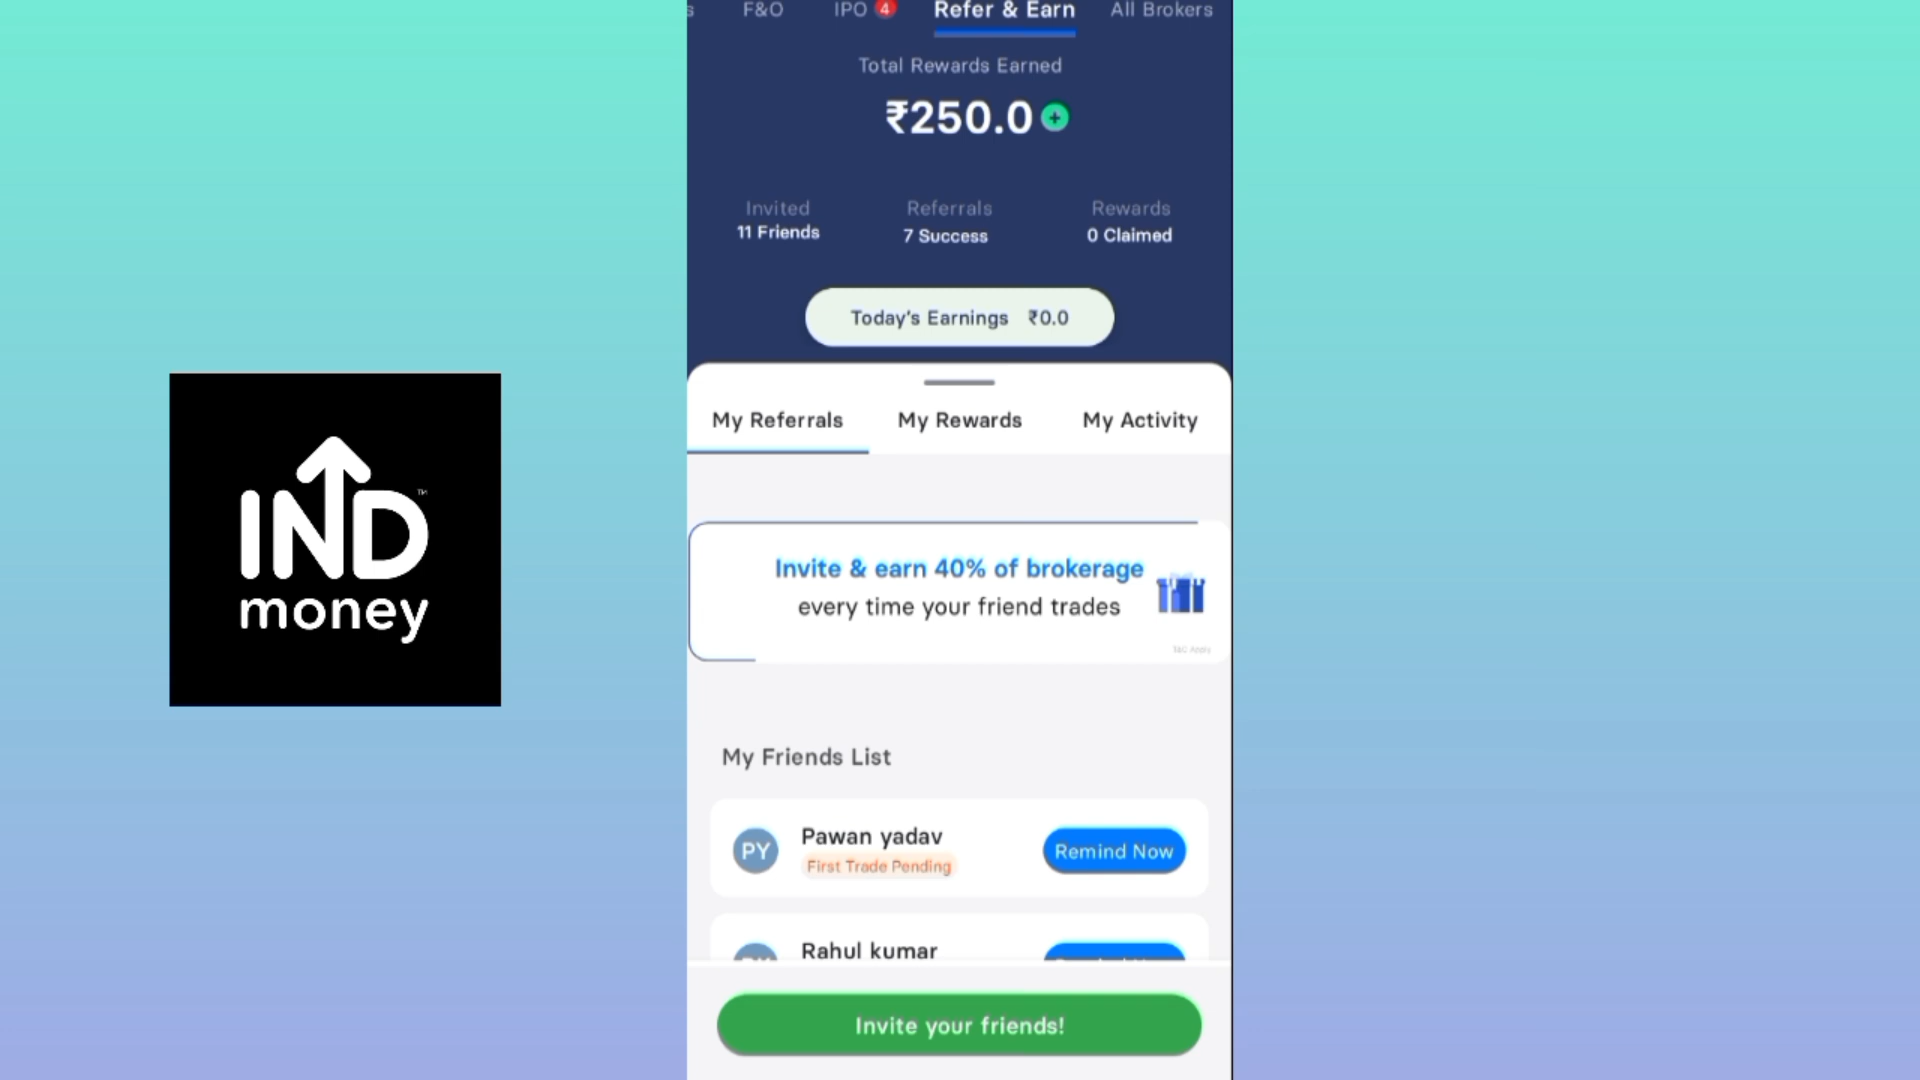 F&O IPO 4 Refer & Earn All Brokers
Total Rewards Earned
₹250.0 +
Invited Referrals Rewards
11 Friends 7 Success 0 Claimed
Today's Earnings ₹0.0
My Referrals My Rewards My Activity
IND™
money
Invite & earn 40% of brokerage
every time your friend trades
T&C Apply
My Friends List
PY Pawan yadav Remind Now
First Trade Pending
Rahul kumar
Invite your friends!